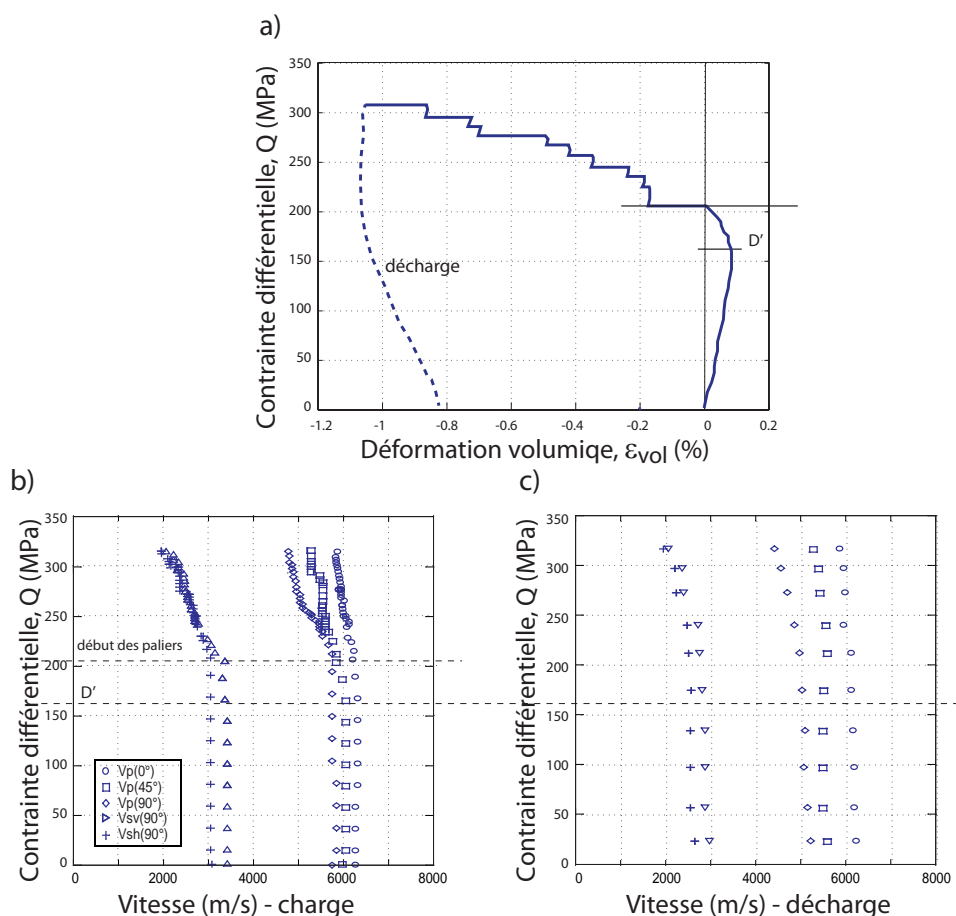 a)
Contrainte différentielle, Q (MPa)
350
300
250
200
150
100
50
0
D'
décharge
-1.2
-1
-0.8
-0.6
-0.4
-0.2
0
0.2
Déformation volumiqe, εvol (%)
b)
Contrainte différentielle, Q (MPa)
350
300
250
début des paliers
200
D'
150
100
50
0
Vp(0°)
Vp(45°)
Vp(90°)
Vsv(90°)
Vsh(90°)
0
2000
4000
6000
8000
Vitesse (m/s) - charge
c)
Contrainte différentielle, Q (MPa)
350
300
250
200
150
100
50
0
0
2000
4000
6000
8000
Vitesse (m/s) - décharge